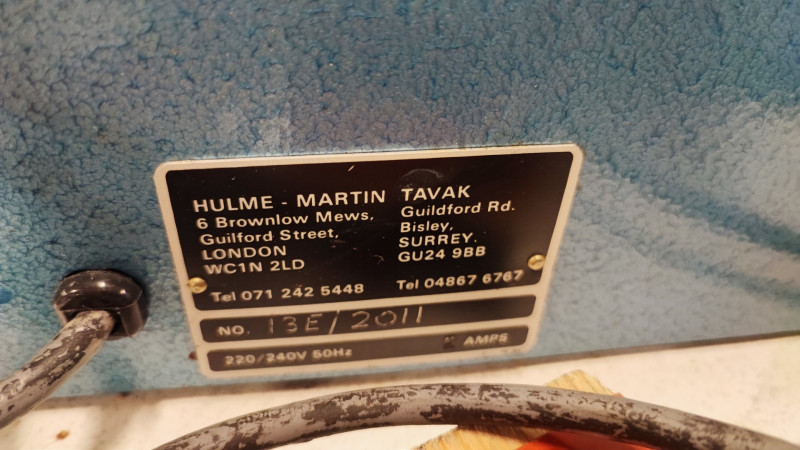 HULME - MARTIN
6 Brownlow Mews,
Guilford Street,
LONDON
WC1N 2LD
Tel 071 242 5448
TAVAK
Guildford Rd.
Bisley,
SURREY.
GU24 9BB
Tel 04867 6767
NO. 13E/2011
220/240V 50Hz
AMPS